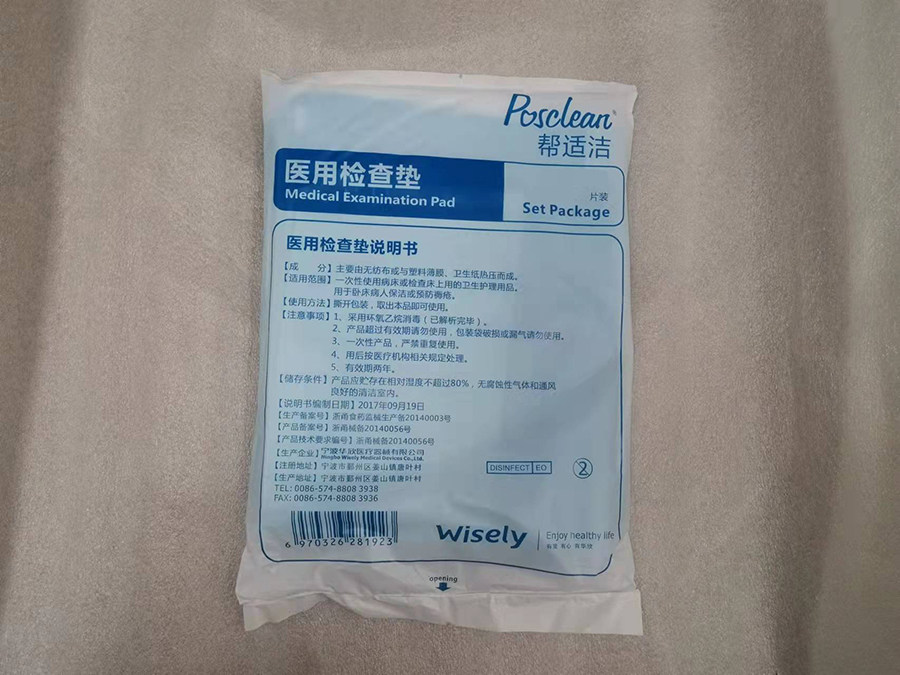 Posclean®
帮适洁
医用检查垫
Medical Examination Pad
片装
Set Package
医用检查垫说明书
【成 分】主要由无纺布或与塑料薄膜、卫生纸热压而成。
【适用范围】一次性使用病床或检查床上用的卫生护理用品。
用于卧床病人保洁或预防褥疮。
【使用方法】撕开包装，取出本品即可使用。
【注意事项】1、采用环氧乙烷消毒（已解析完毕）。
2、产品超过有效期请勿使用，包装袋破损或漏气请勿使用。
3、一次性产品，严禁重复使用。
4、用后按医疗机构相关规定处理。
5、有效期两年。
【储存条件】产品应贮存在相对湿度不超过80%，无腐蚀性气体和通风
良好的清洁室内。
【说明书编制日期】2017年09月19日
【生产备案号】浙甬食药监械生产备20140003号
【产品备案号】浙甬械备20140056号
【产品技术要求编号】浙甬械备20140056号
【生产企业】宁波华欣医疗器械有限公司
Ningbo Wisely Medical Devices Co.,Ltd.
【注册地址】宁波市鄞州区姜山镇唐叶村
【生产地址】宁波市鄞州区姜山镇唐叶村
TEL: 0086-574-8808 3938
FAX: 0086-574-8808 3936
DISINFECT EO
2
6 970326 281923
Wisely
Enjoy healthy life
opening